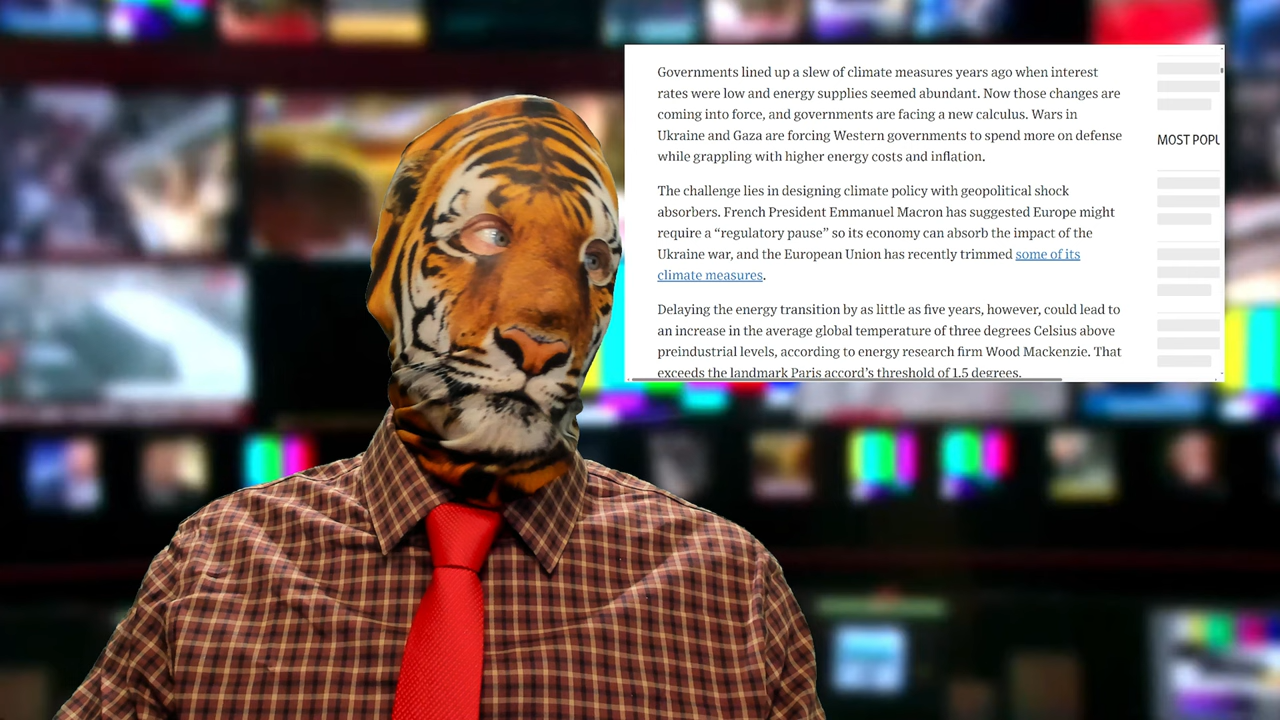 Governments lined up a slew of climate measures years ago when interest
rates were low and energy supplies seemed abundant. Now those changes are
coming into force, and governments are facing a new calculus. Wars in
Ukraine and Gaza are forcing Western governments to spend more on defense
while grappling with higher energy costs and inflation.
The challenge lies in designing climate policy with geopolitical shock
absorbers. French President Emmanuel Macron has suggested Europe might
require a “regulatory pause” so its economy can absorb the impact of the
Ukraine war, and the European Union has recently trimmed some of its
climate measures.
Delaying the energy transition by as little as five years, however, could lead to
an increase in the average global temperature of three degrees Celsius above
preindustrial levels, according to energy research firm Wood Mackenzie. That
exceeds the landmark Paris accord’s threshold of 1.5 degrees.
MOST POPU